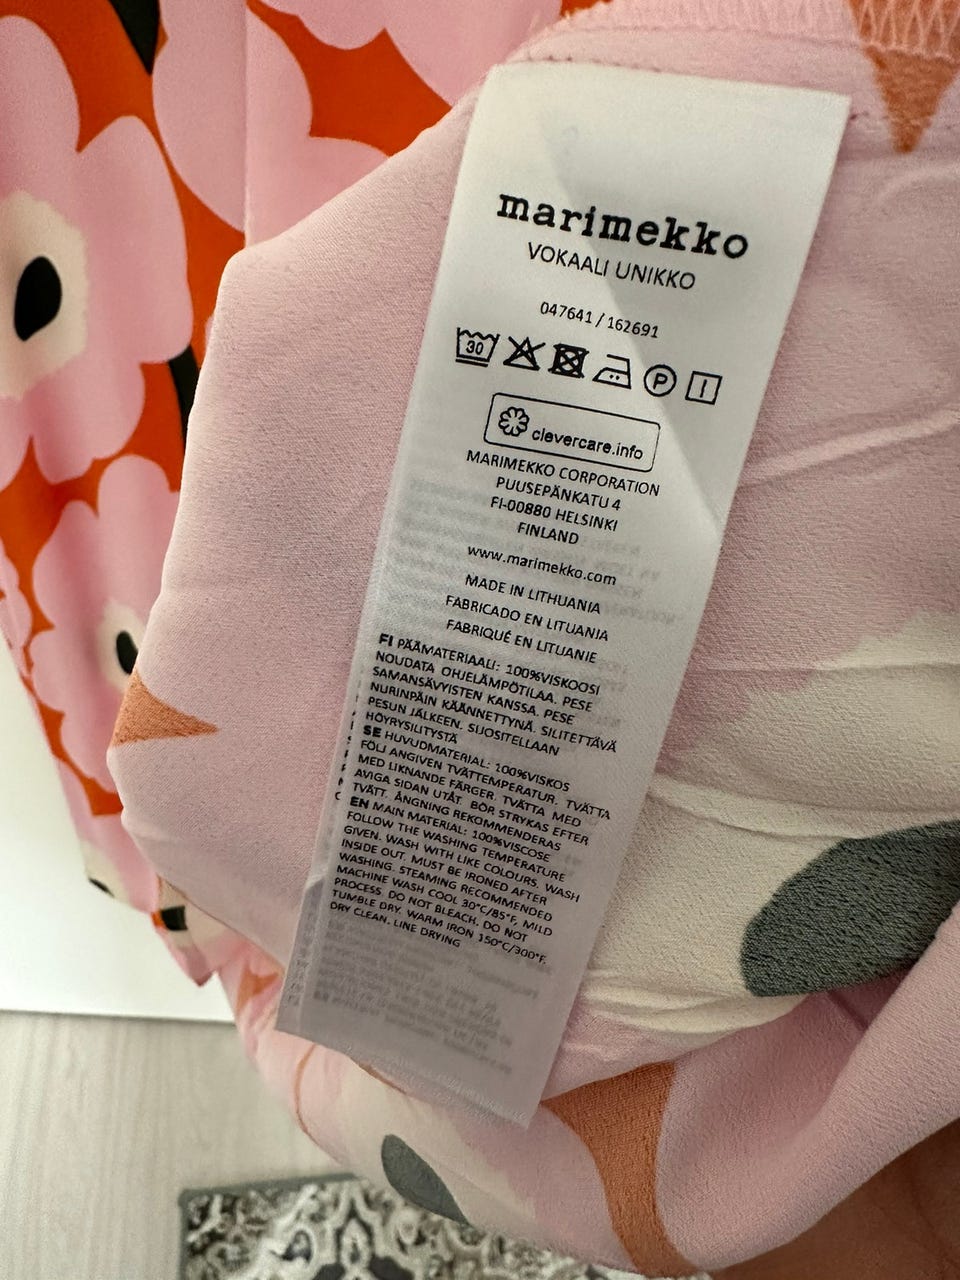 marimekko
VOKAALI UNIKKO
047641 / 162691
30
P
clevercare.info
MARIMEKKO CORPORATION
PUUSEPÄNKATU 4
FI-00880 HELSINKI
FINLAND
www.marimekko.com
MADE IN LITHUANIA
FABRICADO EN LITUANIA
FABRIQUÉ EN LITUANIE
FI PÄÄMATERIAALI: 100%VISKOOSI
NOUDATA OHJELÄMPÖTILAA. PESE
SAMANSÄVYISTEN KANSSA. PESE
NURINPÄIN KÄÄNNETTYNÄ. SILITETTÄVÄ
PESUN JÄLKEEN. SUOSITELLAAN
HÖYRYSILITYSTÄ
SE HUVUDMATERIAL: 100%VISKOS
FÖLJ ANGIVEN TVÄTTEMPERATUR. TVÄTTA
MED LIKNANDE FÄRGER. TVÄTTA MED
AVIGA SIDAN UTÅT. BÖR STRYKAS EFTER
TVÄTT. ÅNGNING REKOMMENDERAS
EN MAIN MATERIAL: 100%VISCOSE
FOLLOW THE WASHING TEMPERATURE
GIVEN. WASH WITH LIKE COLOURS. WASH
INSIDE OUT. MUST BE IRONED AFTER
WASHING. STEAMING RECOMMENDED
MACHINE WASH COOL 30°C/85°F, MILD
PROCESS. DO NOT BLEACH. DO NOT
TUMBLE DRY. WARM IRON 150°C/300°F.
DRY CLEAN. LINE DRYING